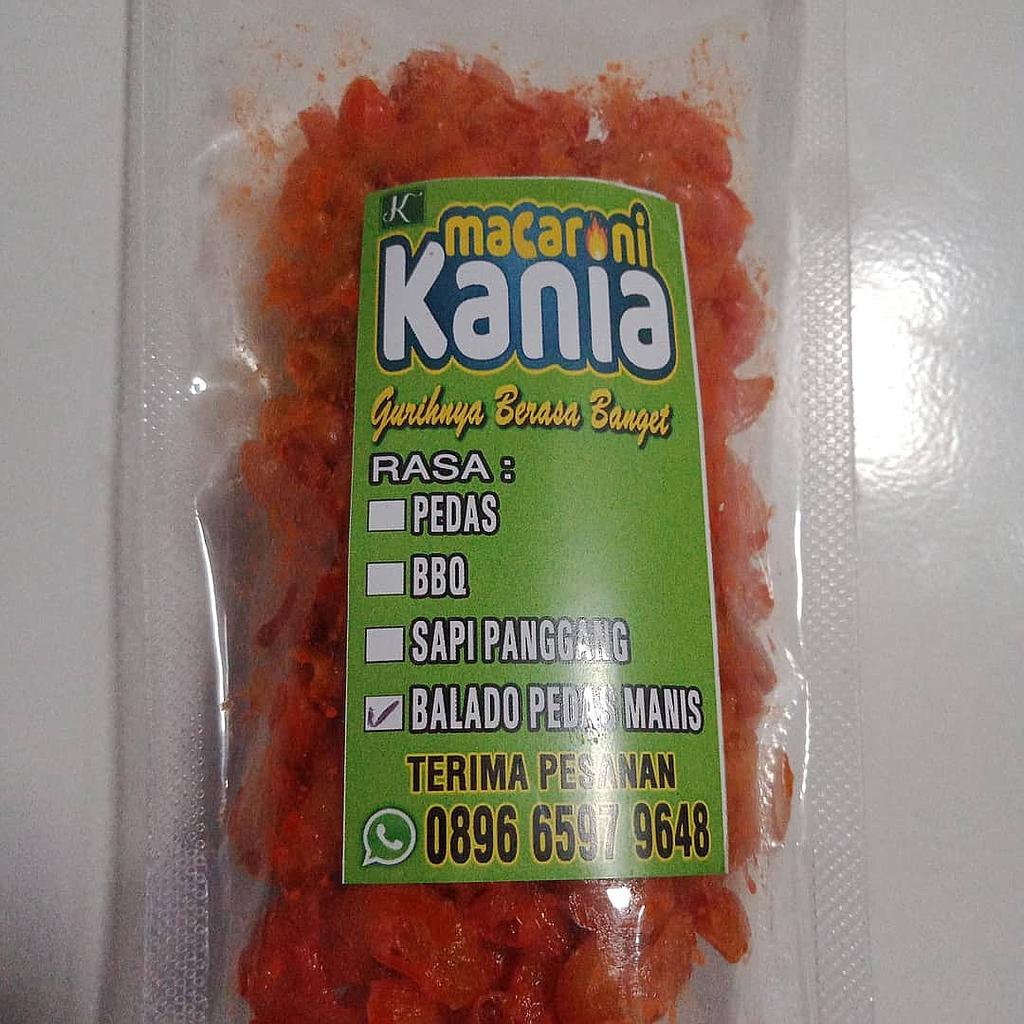 K
macaroni
Kania
Gurihnya Berasa Banget
RASA :
PEDAS
BBQ
SAPI PANGGANG
BALADO PEDAS MANIS
TERIMA PESANAN
0896 6597 9648